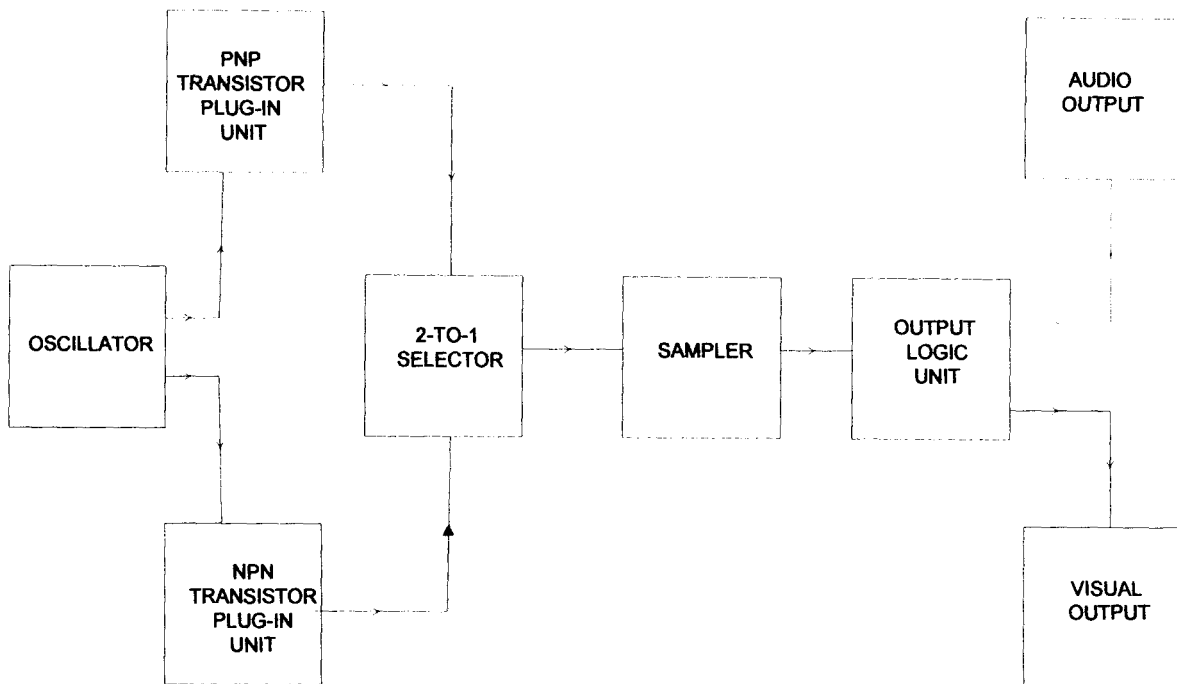 PNP
TRANSISTOR
PLUG-IN
UNIT
AUDIO
OUTPUT
OSCILLATOR
2-TO-1
SELECTOR
SAMPLER
OUTPUT
LOGIC
UNIT
NPN
TRANSISTOR
PLUG-IN
UNIT
VISUAL
OUTPUT